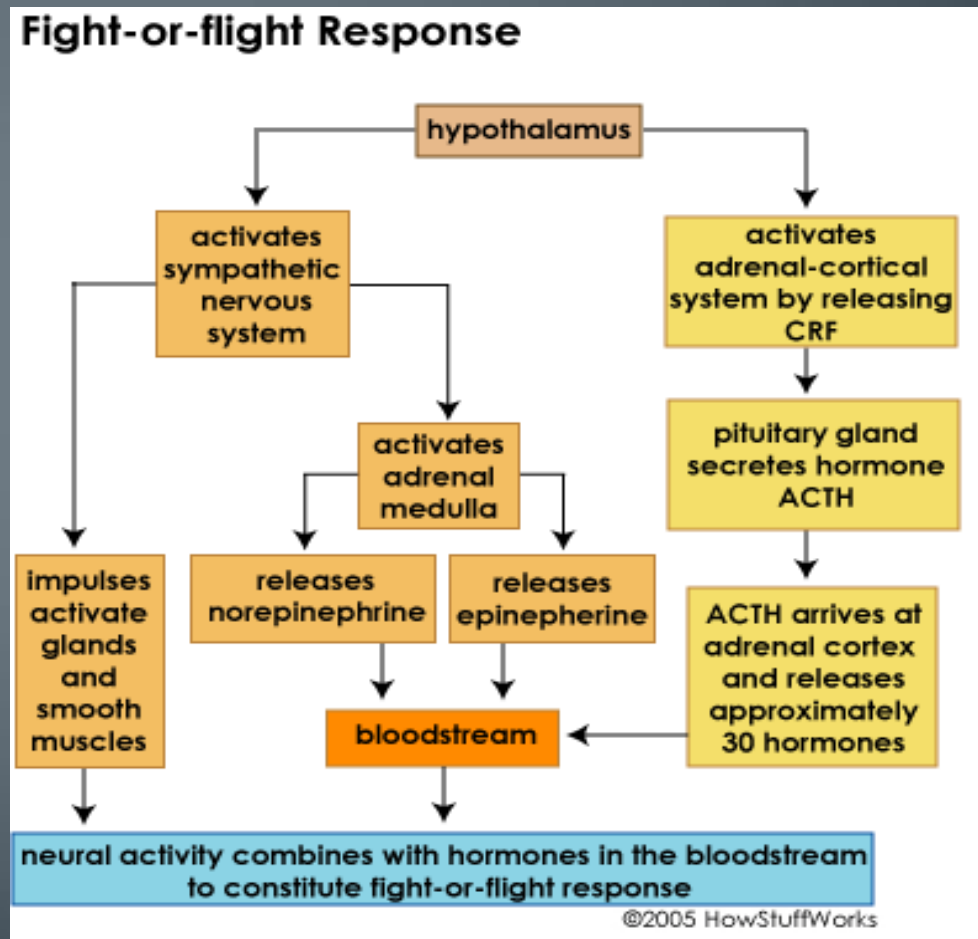 Fight-or-flight Response
hypothalamus
activates
sympathetic
nervous
system
activates
adrenal-cortical
system by releasing
CRF
activates
adrenal
medulla
pituitary gland
secretes hormone
ACTH
impulses
activate
glands
and
smooth
muscles
releases
norepinephrine
releases
epinepherine
ACTH arrives at
adrenal cortex
and releases
approximately
30 hormones
bloodstream
neural activity combines with hormones in the bloodstream
to constitute fight-or-flight response
©2005 HowStuffWorks